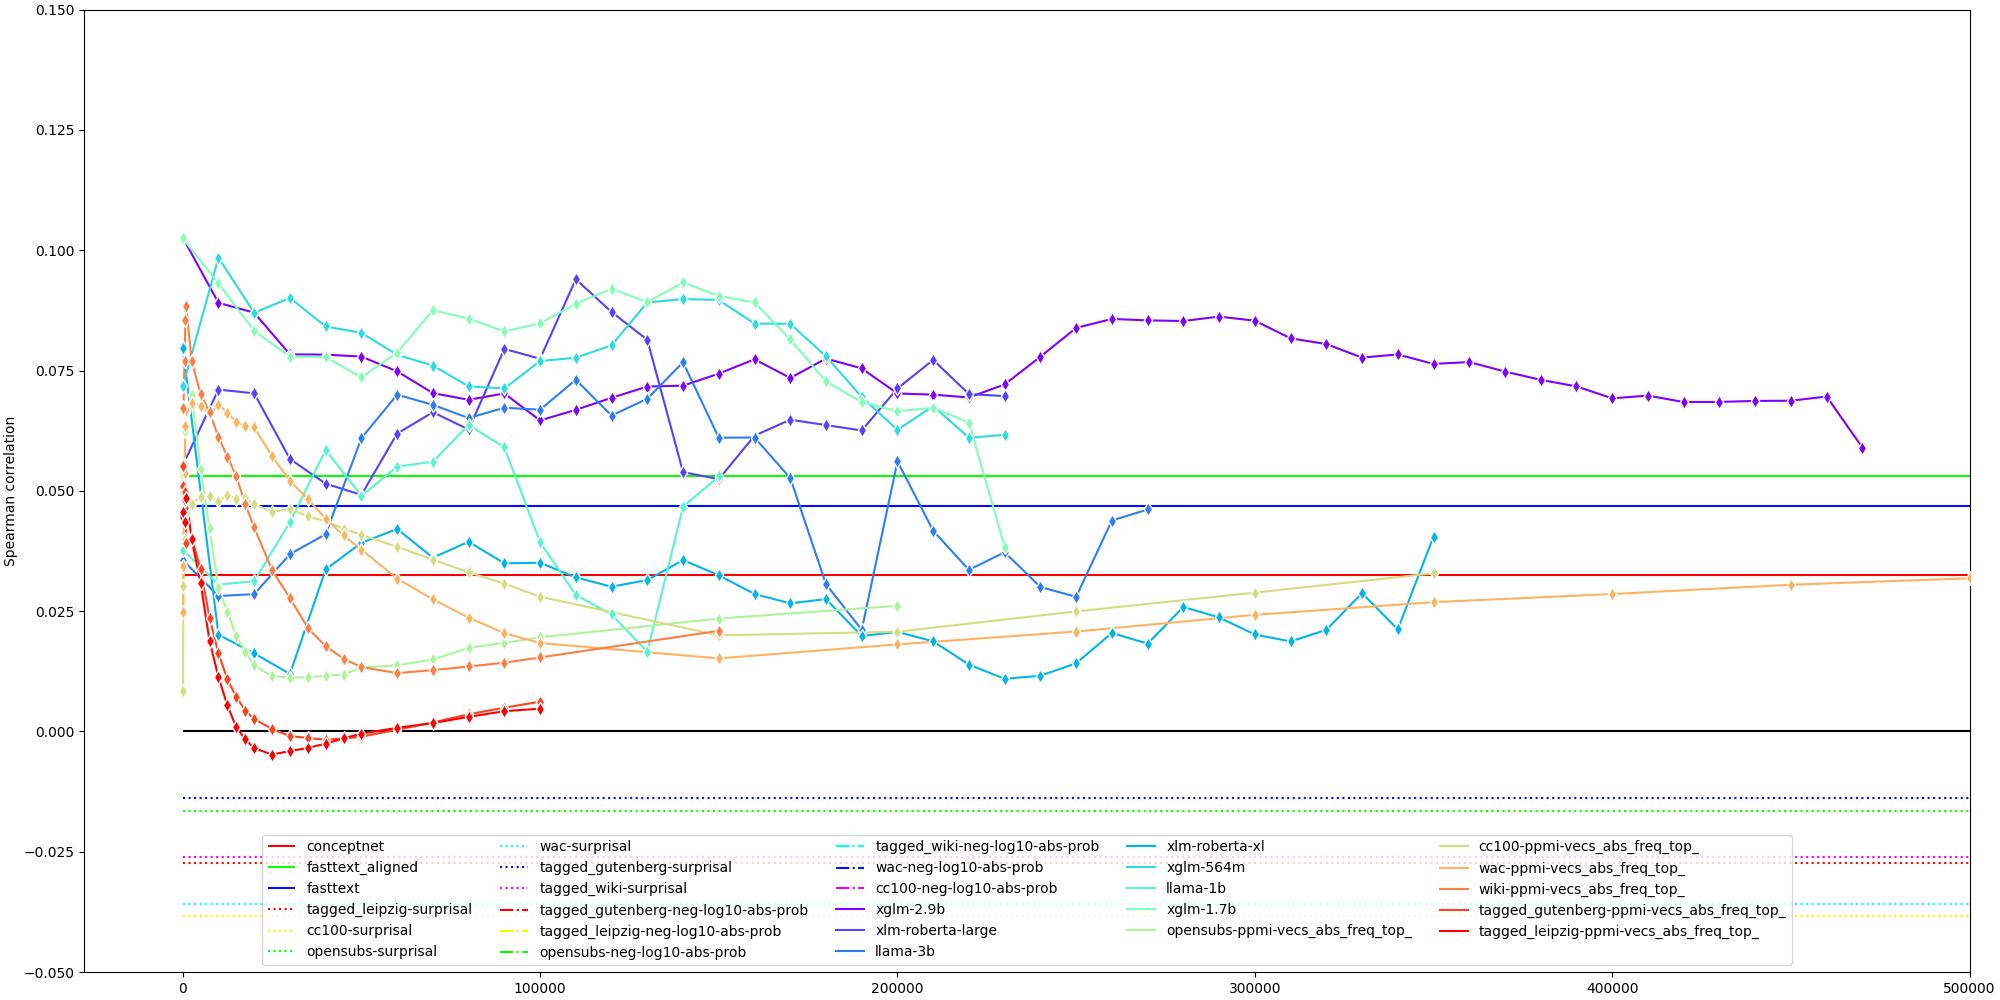 0.150
0.125
0.100
0.075
0.050
0.025
0.000
−0.025
−0.050
Spearman correlation
conceptnet
fasttext_aligned
fasttext
tagged_leipzig-surprisal
cc100-surprisal
opensubs-surprisal
wac-surprisal
tagged_gutenberg-surprisal
tagged_wiki-surprisal
tagged_gutenberg-neg-log10-abs-prob
tagged_leipzig-neg-log10-abs-prob
opensubs-neg-log10-abs-prob
tagged_wiki-neg-log10-abs-prob
wac-neg-log10-abs-prob
cc100-neg-log10-abs-prob
xglm-2.9b
xlm-roberta-large
llama-3b
xlm-roberta-xl
xglm-564m
llama-1b
xglm-1.7b
opensubs-ppmi-vecs_abs_freq_top_
cc100-ppmi-vecs_abs_freq_top_
wac-ppmi-vecs_abs_freq_top_
wiki-ppmi-vecs_abs_freq_top_
tagged_gutenberg-ppmi-vecs_abs_freq_top_
tagged_leipzig-ppmi-vecs_abs_freq_top_
0
100000
200000
300000
400000
500000